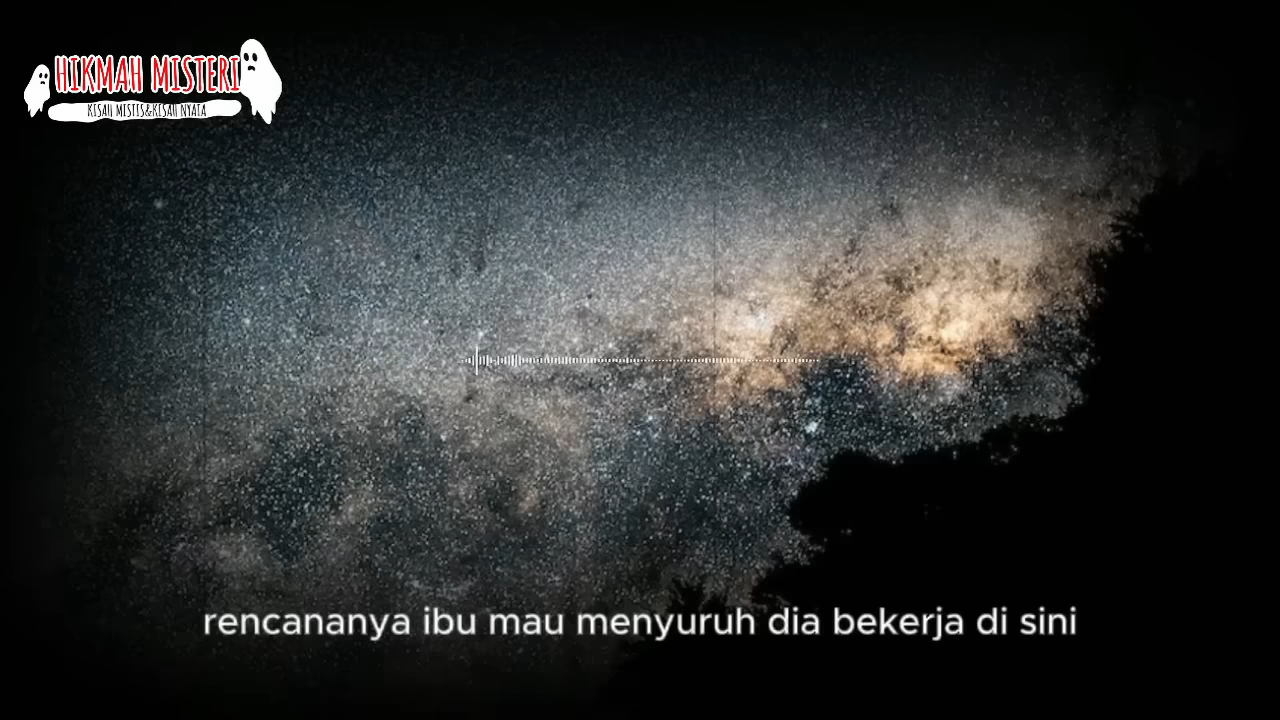 HIKMAH MISTERI
KISAH MISTIS&KISAH NYATA
rencananya ibu mau menyuruh dia bekerja di sini